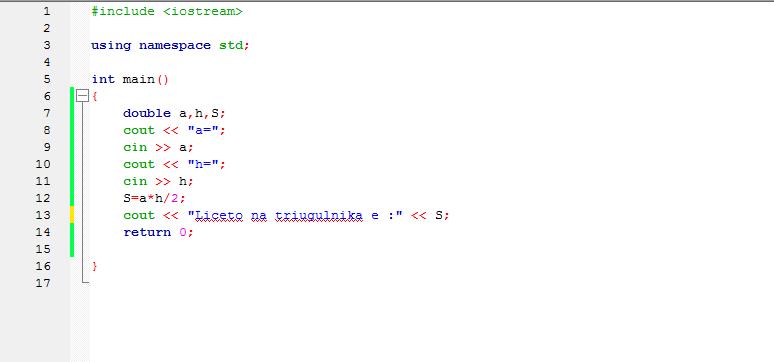 1 #include <iostream>
2
3 using namespace std;
4
5 int main()
6 {
7 double a,h,S;
8 cout << "a=";
9 cin >> a;
10 cout << "h=";
11 cin >> h;
12 S=a*h/2;
13 cout << "Liceto na triugulnika e :" << S;
14 return 0;
15
16 }
17